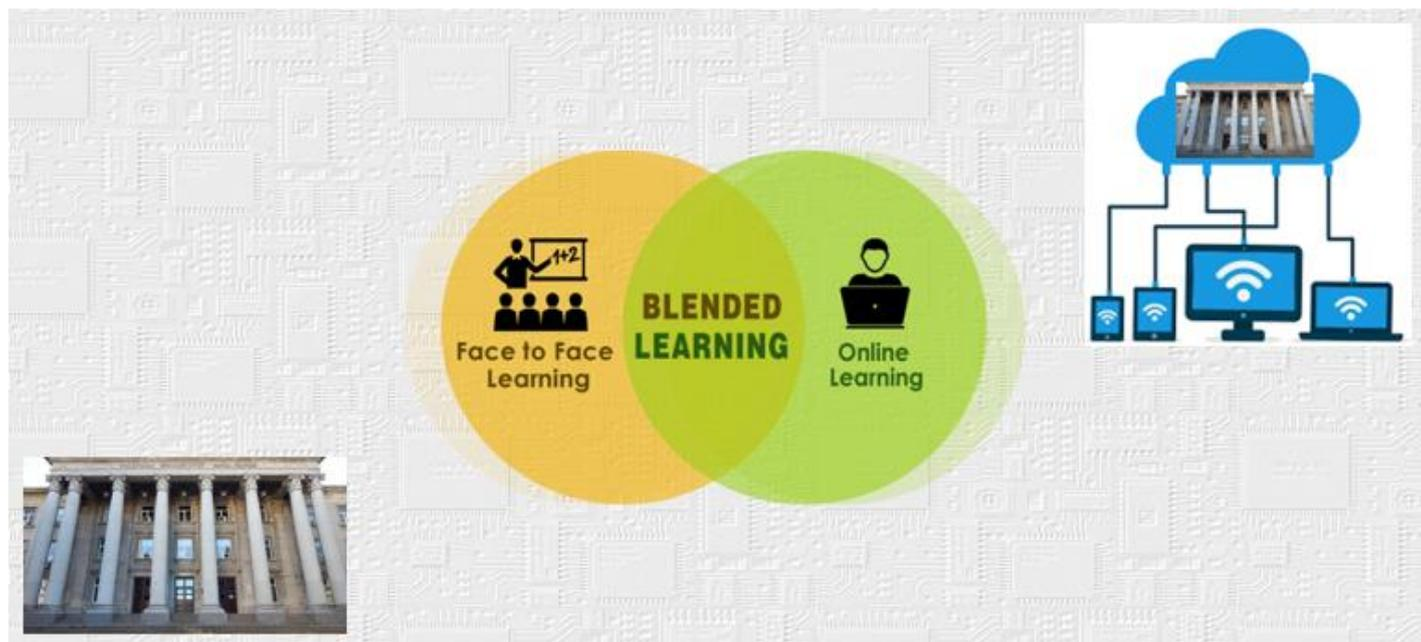 1+2
Face to Face
Learning
BLENDED
LEARNING
Online
Learning